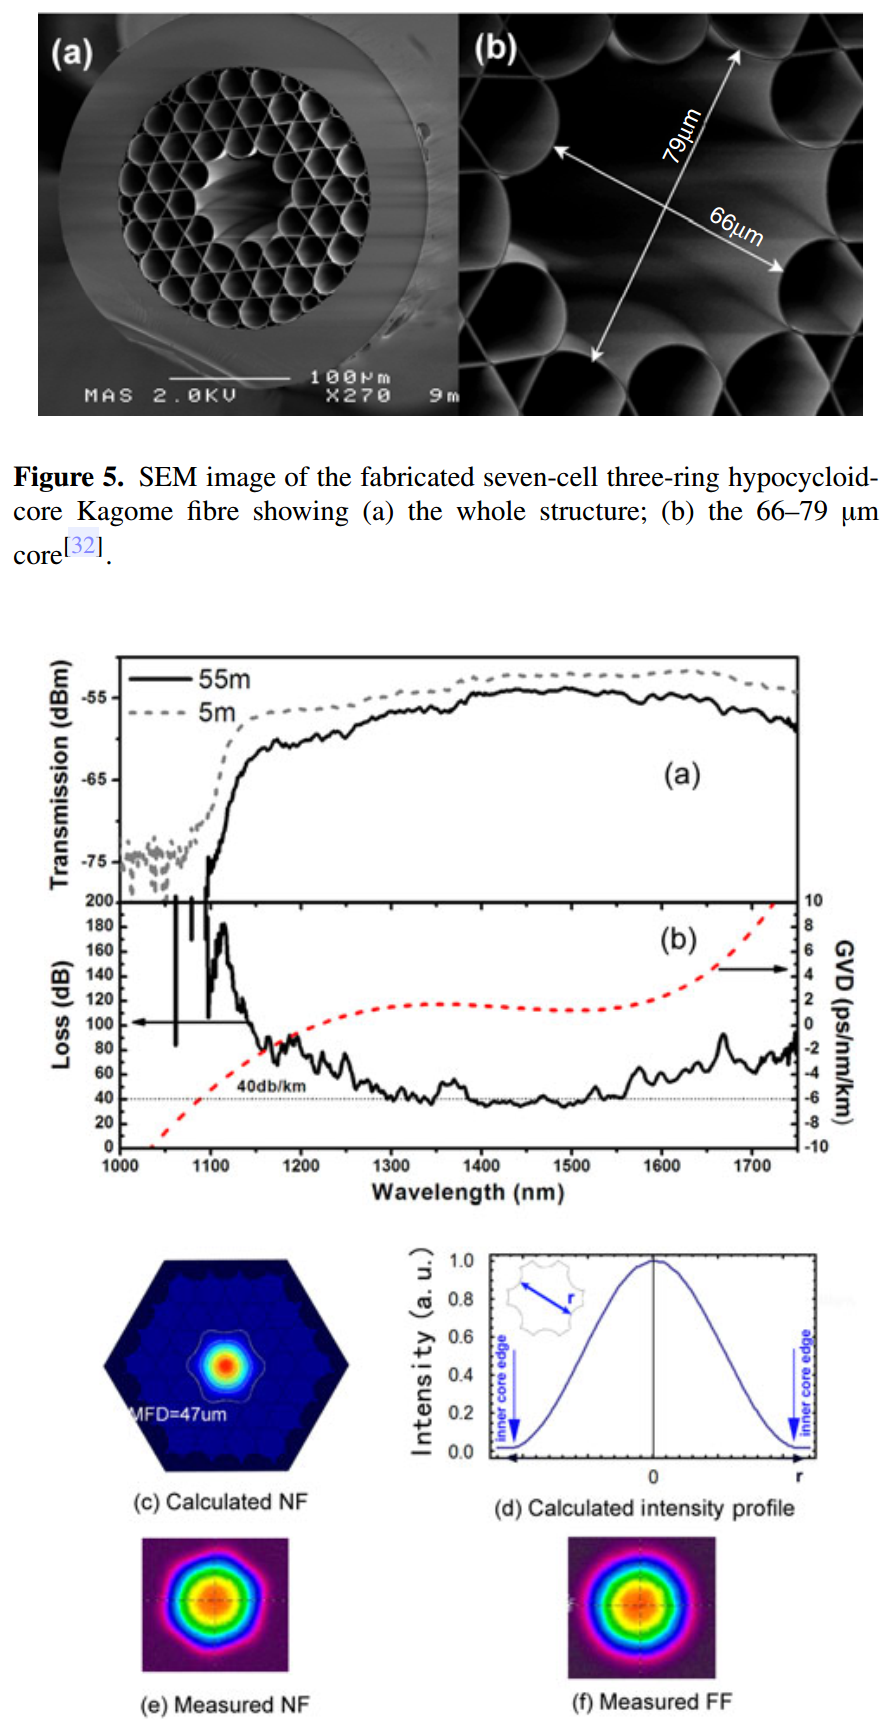 (a)
(b)
79µm
66µm
100µm
MAS 2.0KV X270 9m
Figure 5. SEM image of the fabricated seven-cell three-ring hypocycloid-
core Kagome fibre showing (a) the whole structure; (b) the 66–79 µm
core[32].
Transmission (dBm)
-55
-65
-75
55m
5m
(a)
Loss (dB)
200
180
160
140
120
100
80
60
40
20
0
(b)
40db/km
10
8
6
4
2
0
-2
-4
-6
-8
-10
GVD (ps/nm/km)
1000 1100 1200 1300 1400 1500 1600 1700
Wavelength (nm)
MFD=47um
(c) Calculated NF
Intensity (a.u.)
1.0
0.8
0.6
0.4
0.2
0.0
r
inner core edge
inner core edge
0
r
(d) Calculated intensity profile
(e) Measured NF
(f) Measured FF